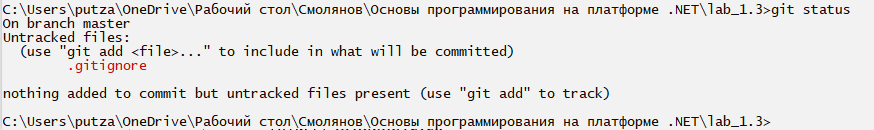 C:\Users\putza\OneDrive\Рабочий стол\Смолянов\Основы программирования на платформе .NET\lab_1.3>git status
On branch master
Untracked files:
  (use "git add <file>..." to include in what will be committed)
        .gitignore

nothing added to commit but untracked files present (use "git add" to track)

C:\Users\putza\OneDrive\Рабочий стол\Смолянов\Основы программирования на платформе .NET\lab_1.3>